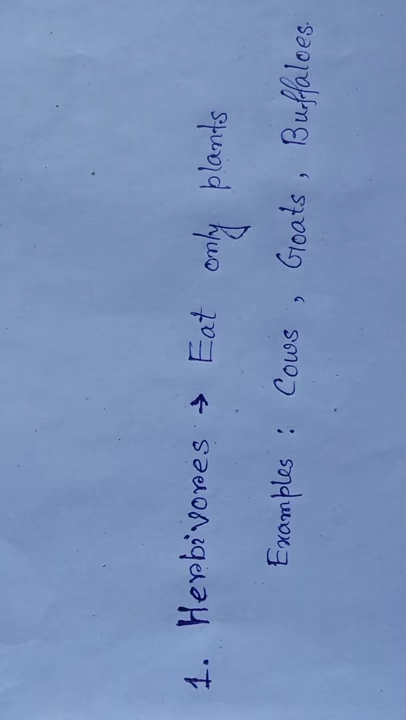 1. Herbivores → Eat only plants
Examples : Cows , Goats , Buffaloes.